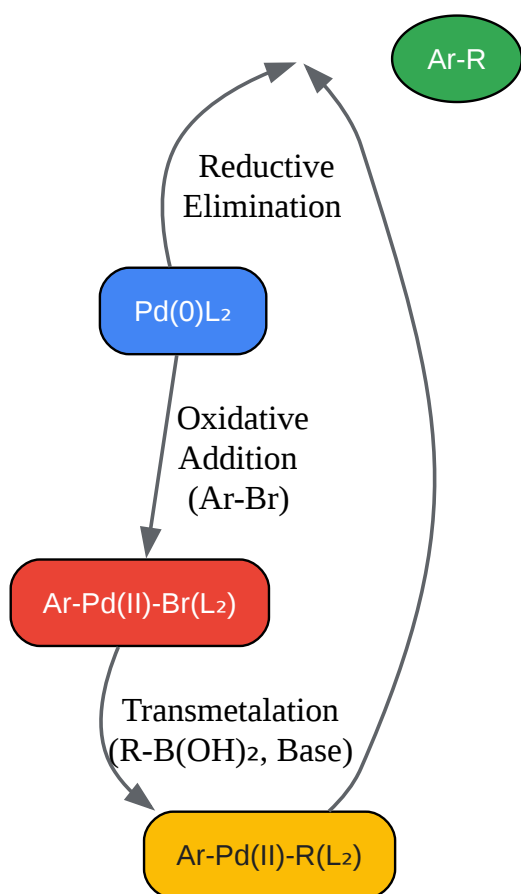 Ar-R
Reductive
Elimination
Pd(0)L₂
Oxidative
Addition
(Ar-Br)
Ar-Pd(II)-Br(L₂)
Transmetalation
(R-B(OH)₂, Base)
Ar-Pd(II)-R(L₂)